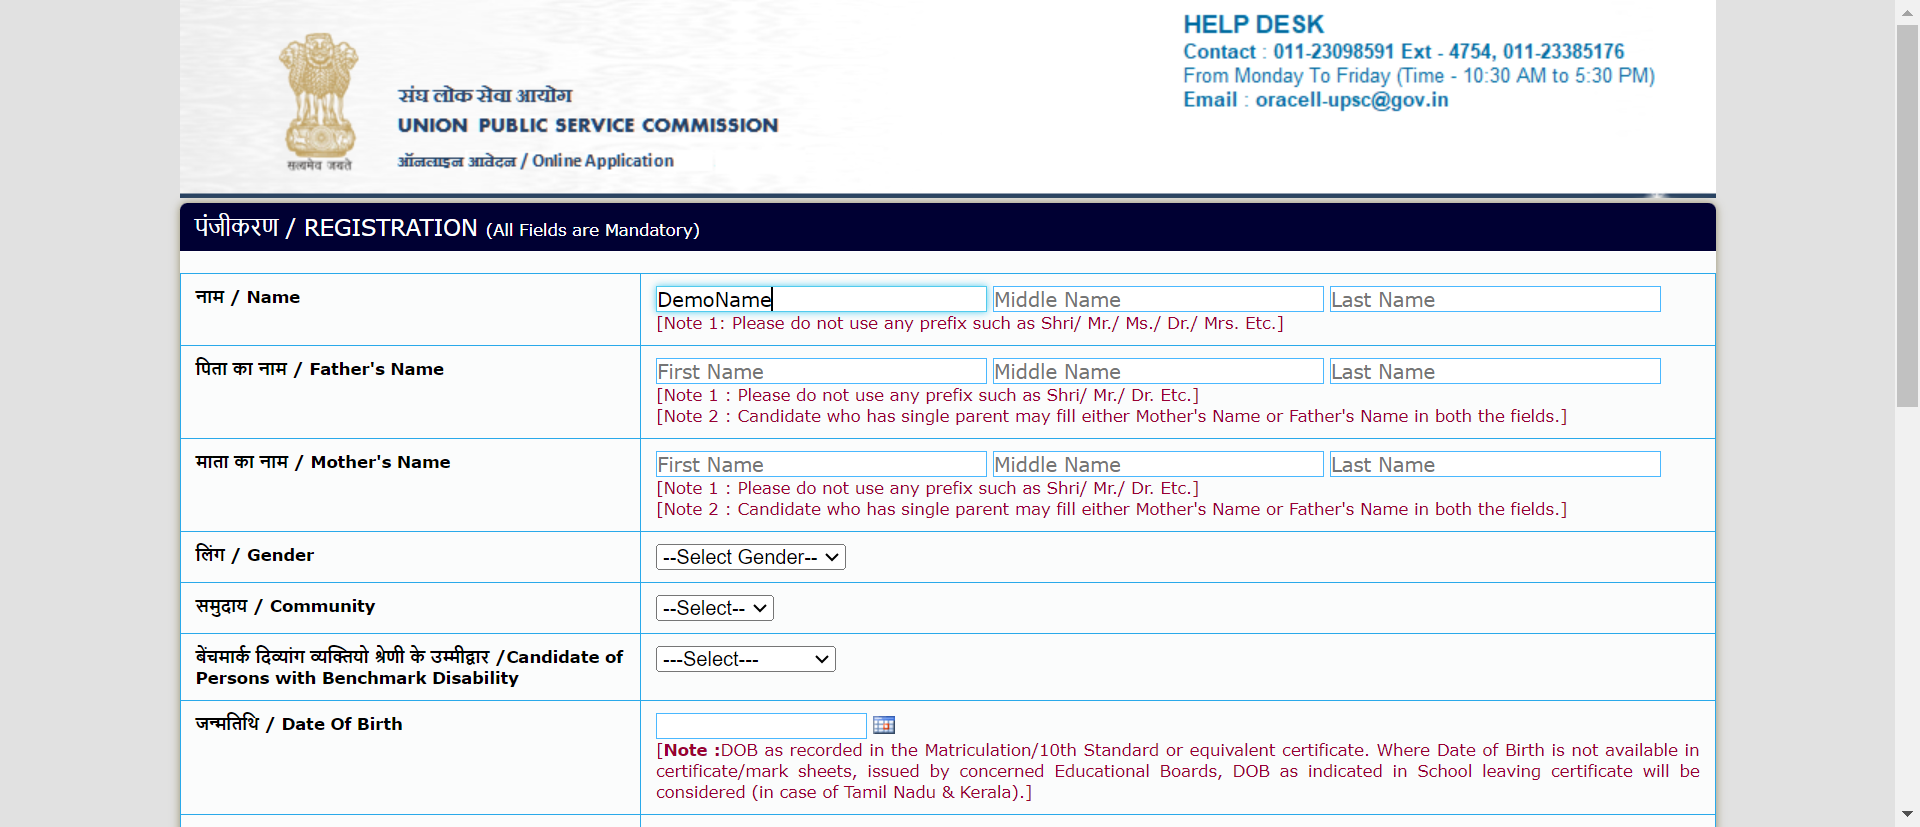 HELP DESK
Contact : 011-23098591 Ext - 4754, 011-23385176
From Monday To Friday (Time - 10:30 AM to 5:30 PM)
Email : oracell-upsc@gov.in
सत्यमेव जयते
संघ लोक सेवा आयोग
UNION PUBLIC SERVICE COMMISSION
ऑनलाइन आवेदन / Online Application
पंजीकरण / REGISTRATION (All Fields are Mandatory)
नाम / Name
DemoName Middle Name Last Name
[Note 1: Please do not use any prefix such as Shri/ Mr./ Ms./ Dr./ Mrs. Etc.]
पिता का नाम / Father's Name
First Name Middle Name Last Name
[Note 1 : Please do not use any prefix such as Shri/ Mr./ Dr. Etc.]
[Note 2 : Candidate who has single parent may fill either Mother's Name or Father's Name in both the fields.]
माता का नाम / Mother's Name
First Name Middle Name Last Name
[Note 1 : Please do not use any prefix such as Shri/ Mr./ Dr. Etc.]
[Note 2 : Candidate who has single parent may fill either Mother's Name or Father's Name in both the fields.]
लिंग / Gender
--Select Gender--
समुदाय / Community
--Select--
बेंचमार्क दिव्यांग व्यक्तियो श्रेणी के उम्मीद्वार /Candidate of
Persons with Benchmark Disability
---Select---
जन्मतिथि / Date Of Birth
[Note :DOB as recorded in the Matriculation/10th Standard or equivalent certificate. Where Date of Birth is not available in
certificate/mark sheets, issued by concerned Educational Boards, DOB as indicated in School leaving certificate will be
considered (in case of Tamil Nadu & Kerala).]